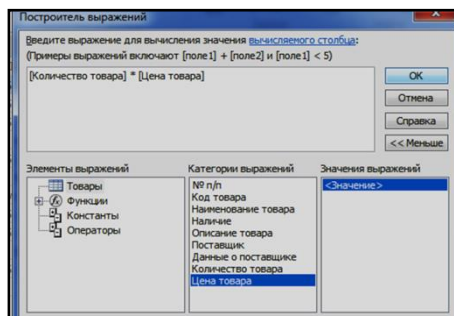 Построитель выражений
Введите выражение для вычисления значения вычисляемого столбца:
(Примеры выражений включают [поле1] + [поле2] и [поле1] < 5)
[Количество товара] * [Цена товара]
OK
Отмена
Справка
<< Меньше
Элементы выражений
Товары
Функции
Константы
Операторы
Категории выражений
№ п/п
Код товара
Наименование товара
Наличие
Описание товара
Поставщик
Данные о поставщике
Количество товара
Цена товара
Значения выражений
<Значение>